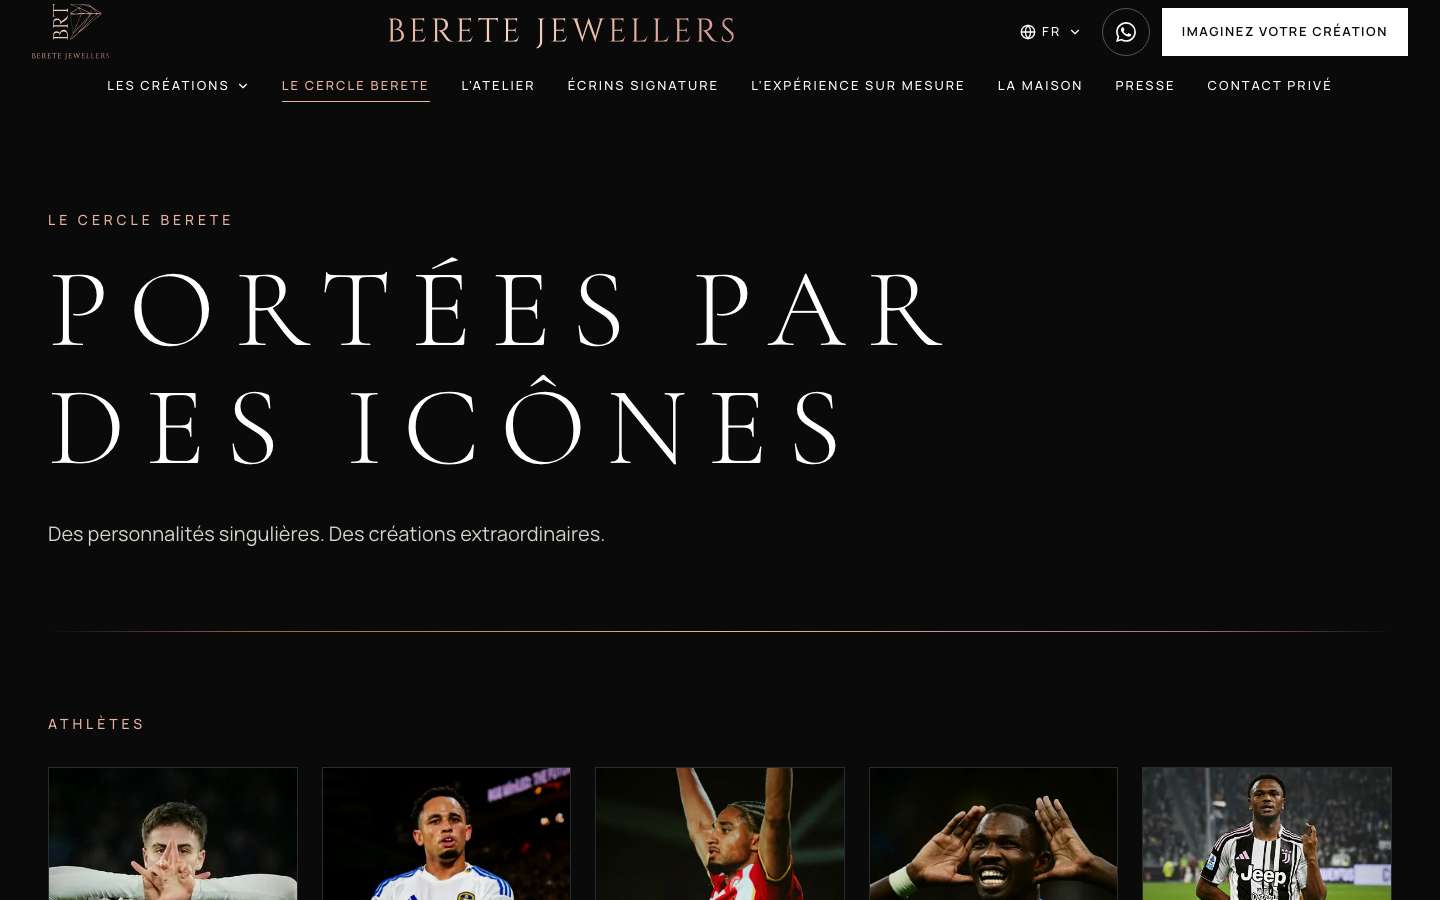 BRT
BERETE JEWELLERS
BERETE JEWELLERS
FR
IMAGINEZ VOTRE CRÉATION
LES CRÉATIONS
LE CERCLE BERETE
L'ATELIER
ÉCRINS SIGNATURE
L'EXPÉRIENCE SUR MESURE
LA MAISON
PRESSE
CONTACT PRIVÉ
LE CERCLE BERETE
PORTÉES PAR
DES ICÔNES
Des personnalités singulières. Des créations extraordinaires.
ATHLÈTES
Jeep